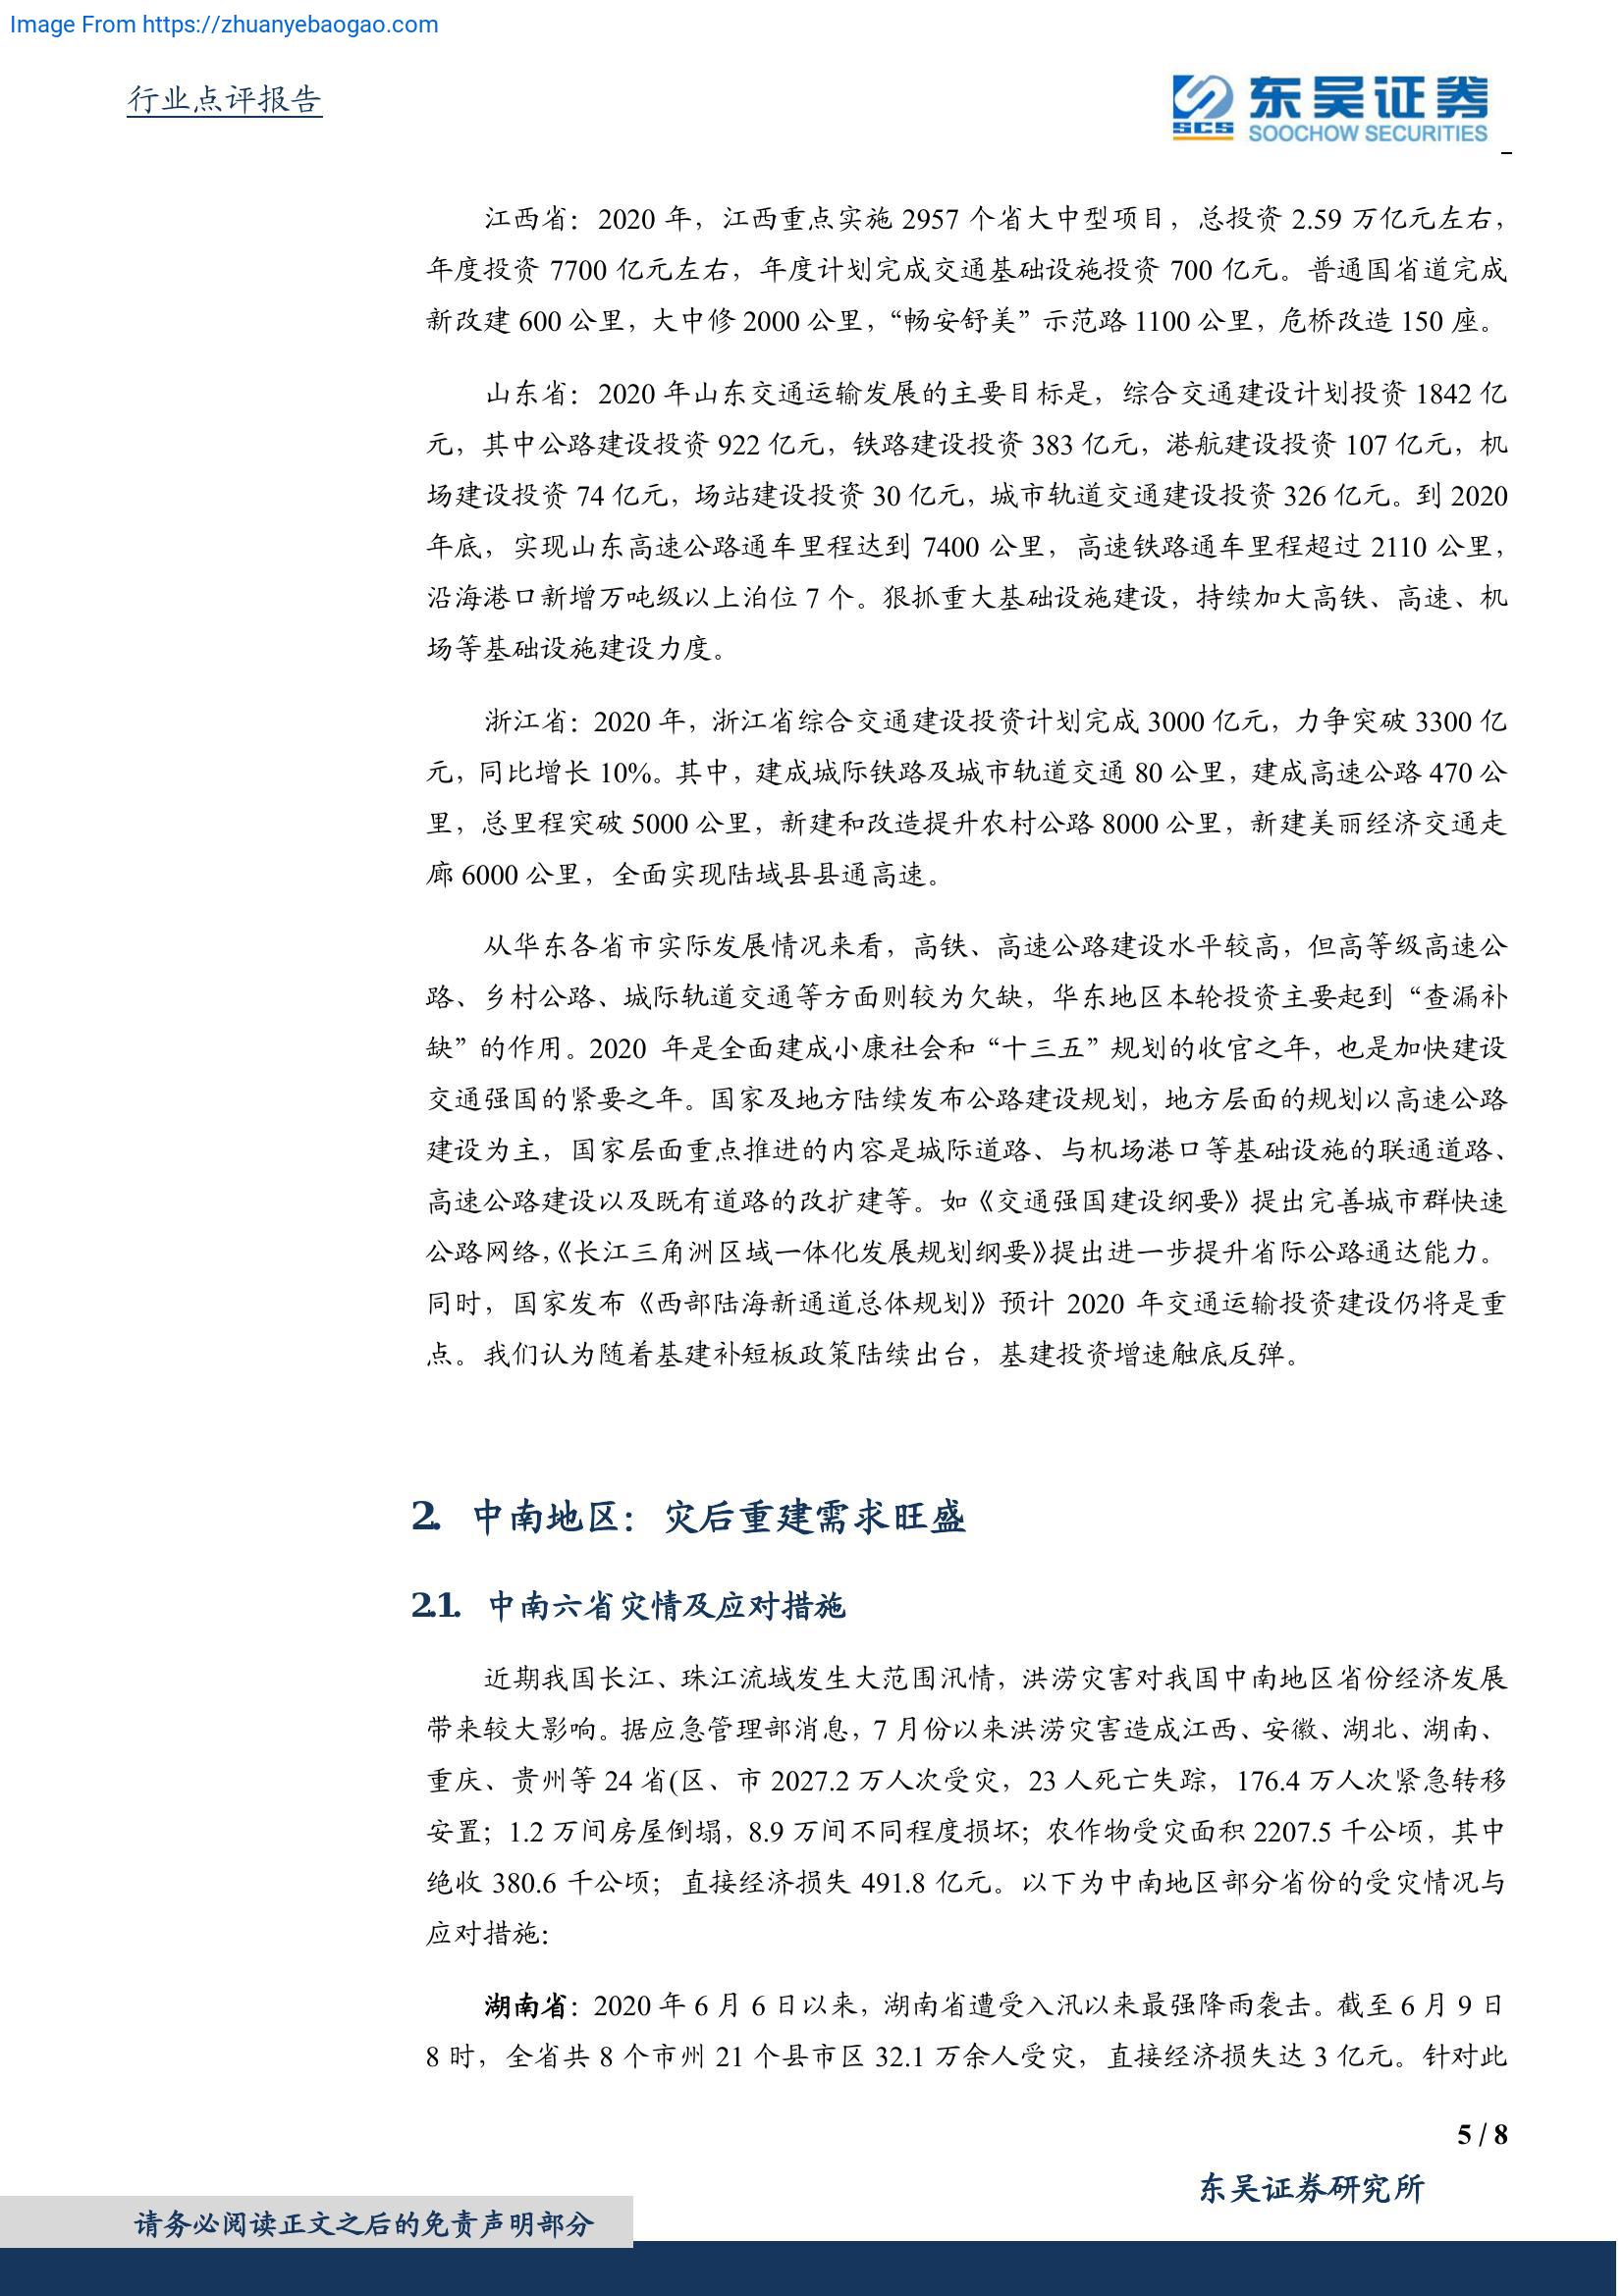 Image From https://zhuanyebaogao.com
行业点评报告
SCS
东吴证券
SOOCHOW SECURITIES
江西省：2020 年，江西重点实施 2957 个省大中型项目，总投资 2.59 万亿元左右，
年度投资 7700 亿元左右，年度计划完成交通基础设施投资 700 亿元。普通国省道完成
新改建 600 公里，大中修 2000 公里，“畅安舒美”示范路 1100 公里，危桥改造 150 座。
山东省：2020 年山东交通运输发展的主要目标是，综合交通建设计划投资 1842 亿
元，其中公路建设投资 922 亿元，铁路建设投资 383 亿元，港航建设投资 107 亿元，机
场建设投资 74 亿元，场站建设投资 30 亿元，城市轨道交通建设投资 326 亿元。到 2020
年底，实现山东高速公路通车里程达到 7400 公里，高速铁路通车里程超过 2110 公里，
沿海港口新增万吨级以上泊位 7 个。狠抓重大基础设施建设，持续加大高铁、高速、机
场等基础设施建设力度。
浙江省：2020 年，浙江省综合交通建设投资计划完成 3000 亿元，力争突破 3300 亿
元，同比增长 10%。其中，建成城际铁路及城市轨道交通 80 公里，建成高速公路 470 公
里，总里程突破 5000 公里，新建和改造提升农村公路 8000 公里，新建美丽经济交通走
廊 6000 公里，全面实现陆域县县通高速。
从华东各省市实际发展情况来看，高铁、高速公路建设水平较高，但高等级高速公
路、乡村公路、城际轨道交通等方面则较为欠缺，华东地区本轮投资主要起到“查漏补
缺”的作用。2020 年是全面建成小康社会和“十三五”规划的收官之年，也是加快建设
交通强国的紧要之年。国家及地方陆续发布公路建设规划，地方层面的规划以高速公路
建设为主，国家层面重点推进的内容是城际道路、与机场港口等基础设施的联通道路、
高速公路建设以及既有道路的改扩建等。如《交通强国建设纲要》提出完善城市群快速
公路网络，《长江三角洲区域一体化发展规划纲要》提出进一步提升省际公路通达能力。
同时，国家发布《西部陆海新通道总体规划》预计 2020 年交通运输投资建设仍将是重
点。我们认为随着基建补短板政策陆续出台，基建投资增速触底反弹。
2. 中南地区：灾后重建需求旺盛
2.1. 中南六省灾情及应对措施
近期我国长江、珠江流域发生大范围汛情，洪涝灾害对我国中南地区省份经济发展
带来较大影响。据应急管理部消息，7 月份以来洪涝灾害造成江西、安徽、湖北、湖南、
重庆、贵州等 24 省(区、市 2027.2 万人次受灾，23 人死亡失踪，176.4 万人次紧急转移
安置；1.2 万间房屋倒塌，8.9 万间不同程度损坏；农作物受灾面积 2207.5 千公顷，其中
绝收 380.6 千公顷；直接经济损失 491.8 亿元。以下为中南地区部分省份的受灾情况与
应对措施：
湖南省：2020 年 6 月 6 日以来，湖南省遭受入汛以来最强降雨袭击。截至 6 月 9 日
8 时，全省共 8 个市州 21 个县市区 32.1 万余人受灾，直接经济损失达 3 亿元。针对此
5 / 8
东吴证券研究所
请务必阅读正文之后的免责声明部分